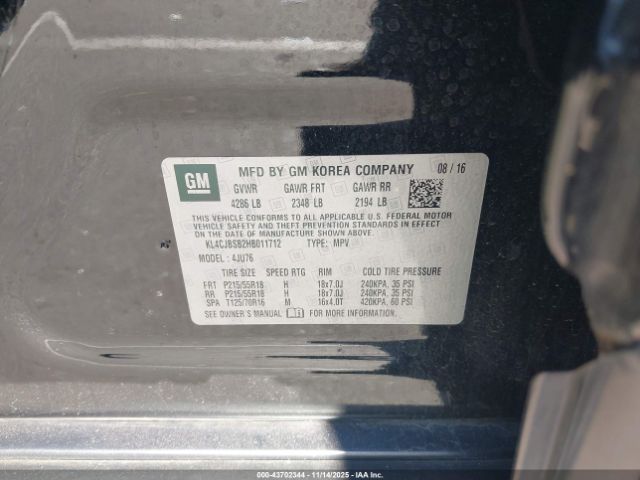 GM
MFD BY GM KOREA COMPANY 08 / 16
GVWR GAWR FRT GAWR RR
4286 LB 2348 LB 2194 LB
THIS VEHICLE CONFORMS TO ALL APPLICABLE U.S. FEDERAL MOTOR
VEHICLE SAFETY AND THEFT PREVENTION STANDARDS IN EFFECT ON THE DATE OF MANUFACTURE SHOWN ABOVE.
KL4CJBSB2HB011712 TYPE: MPV
MODEL : 4JU76
TIRE SIZE SPEED RTG RIM COLD TIRE PRESSURE
FRT P215/55R18 H 18x7.0J 240KPA, 35 PSI
RR P215/55R18 H 18x7.0J 240KPA, 35 PSI
SPA T125/70R16 M 16x4.0T 420KPA, 60 PSI
SEE OWNER'S MANUAL FOR MORE INFORMATION.
000-43702344 11/14/2025 IAA Inc.